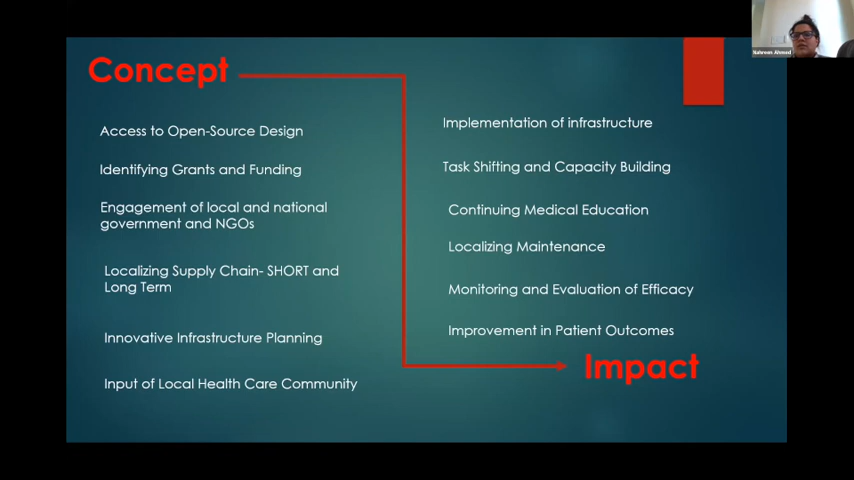 Concept
Access to Open-Source Design
Identifying Grants and Funding
Engagement of local and national
government and NGOs
Localizing Supply Chain- SHORT and
Long Term
Innovative Infrastructure Planning
Input of Local Health Care Community
Implementation of infrastructure
Task Shifting and Capacity Building
Continuing Medical Education
Localizing Maintenance
Monitoring and Evaluation of Efficacy
Improvement in Patient Outcomes
Impact
Nahreen Ahmed